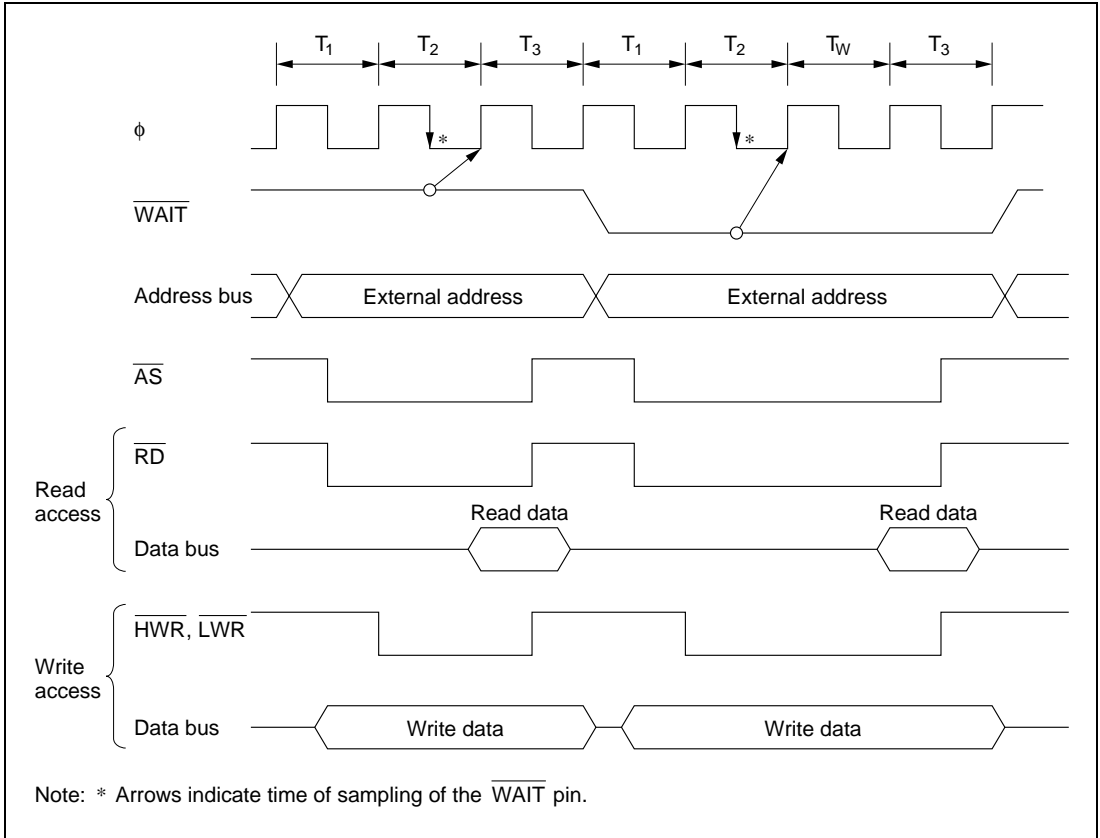 T1 T2 T3 T1 T2 TW T3
ϕ
* *
WAIT
Address bus External address External address
AS
Read access
RD
Read data Read data
Data bus
Write access
HWR, LWR
Data bus Write data Write data
Note: * Arrows indicate time of sampling of the WAIT pin.